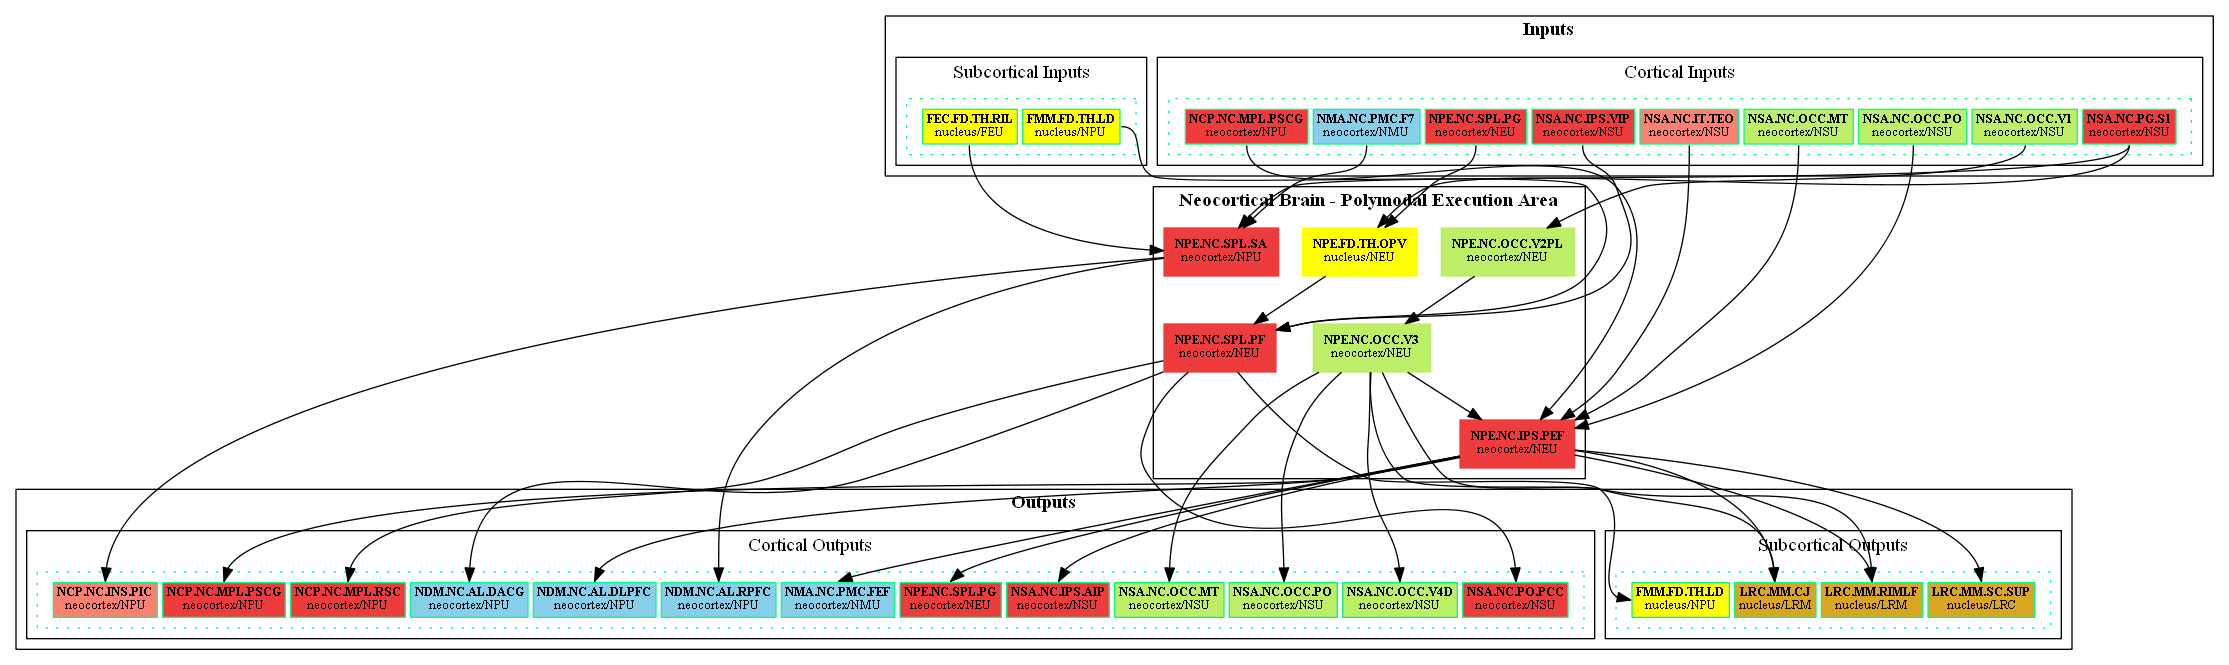 Inputs
Subcortical Inputs
Cortical Inputs
FEC.FD.TH.RIL
nucleus/FEU
FMM.FD.TH.LD
nucleus/NPU
NCP.NC.MPL.PSCG
neocortex/NPU
NMA.NC.PMC.F7
neocortex/NMU
NPE.NC.SPL.PG
neocortex/NEU
NSA.NC.IPS.VIP
neocortex/NSU
NSA.NC.IT.TEO
neocortex/NSU
NSA.NC.OCC.MT
neocortex/NSU
NSA.NC.OCC.PO
neocortex/NSU
NSA.NC.OCC.V1
neocortex/NSU
NSA.NC.PG.S1
neocortex/NSU
Neocortical Brain - Polymodal Execution Area
NPE.NC.SPL.SA
neocortex/NPU
NPE.FD.TH.OPV
nucleus/NEU
NPE.NC.OCC.V2PL
neocortex/NEU
NPE.NC.SPL.PF
neocortex/NEU
NPE.NC.OCC.V3
neocortex/NEU
NPE.NC.IPS.PEF
neocortex/NEU
Outputs
Cortical Outputs
Subcortical Outputs
NCP.NC.INS.PIC
neocortex/NPU
NCP.NC.MPL.PSCG
neocortex/NPU
NCP.NC.MPL.RSC
neocortex/NPU
NDM.NC.AL.DACG
neocortex/NPU
NDM.NC.AL.DLPFC
neocortex/NPU
NDM.NC.AL.RPFC
neocortex/NPU
NMA.NC.PMC.FEF
neocortex/NMU
NPE.NC.SPL.PG
neocortex/NEU
NSA.NC.IPS.AIP
neocortex/NSU
NSA.NC.OCC.MT
neocortex/NSU
NSA.NC.OCC.PO
neocortex/NSU
NSA.NC.OCC.V4D
neocortex/NSU
NSA.NC.PO.PCC
neocortex/NSU
FMM.FD.TH.LD
nucleus/NPU
LRC.MM.CJ
nucleus/LRM
LRC.MM.RIMLF
nucleus/LRM
LRC.MM.SC.SUP
nucleus/LRC